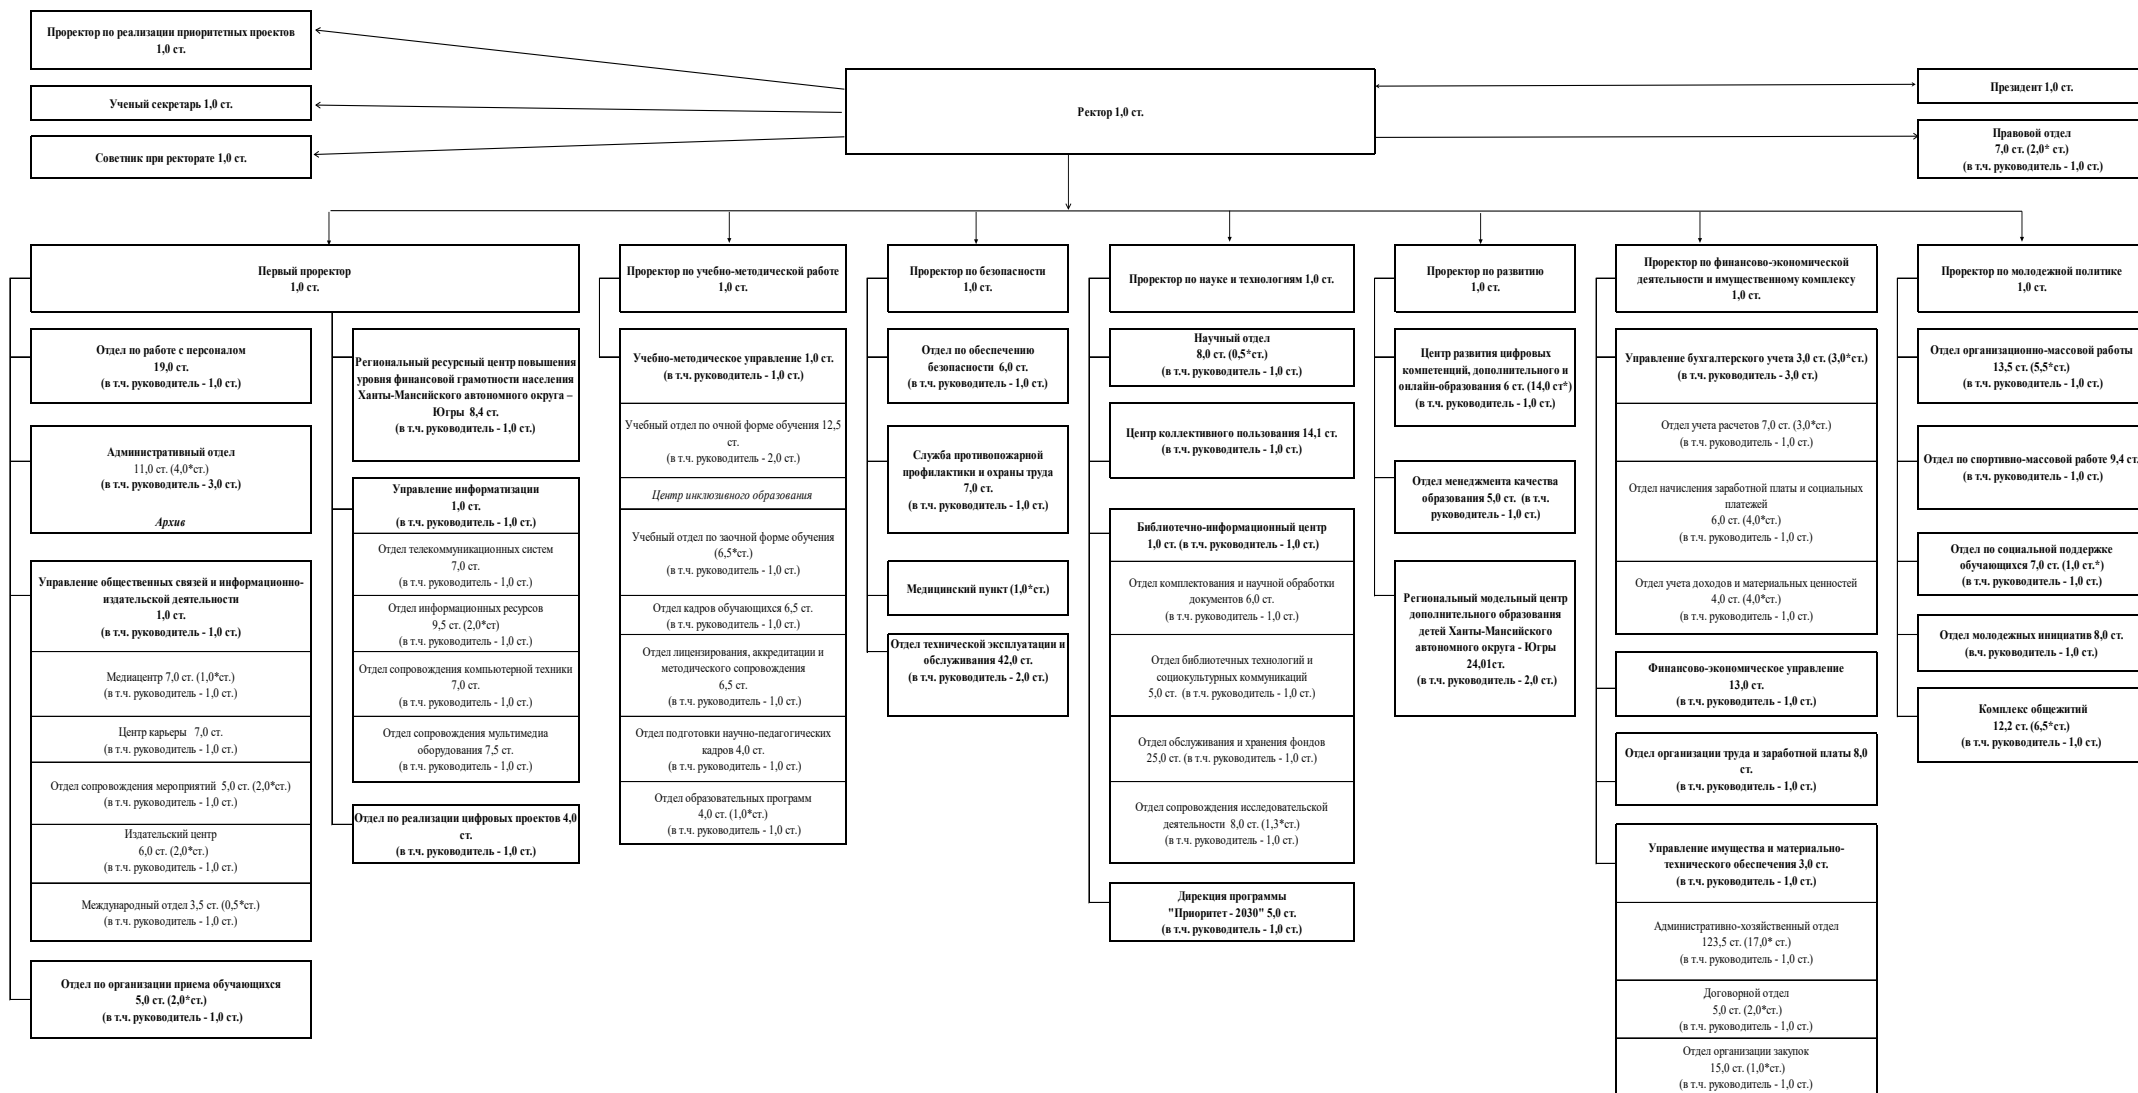 Проректор по реализации приоритетных проектов
1,0 ст.
Ученый секретарь 1,0 ст.
Советник при ректорате 1,0 ст.
Ректор 1,0 ст.
Президент 1,0 ст.
Правовой отдел
7,0 ст. (2,0* ст.)
(в т.ч. руководитель - 1,0 ст.)
Первый проректор
1,0 ст.
Отдел по работе с персоналом
19,0 ст.
(в т.ч. руководитель - 1,0 ст.)
Административный отдел
11,0 ст. (4,0*ст.)
(в т.ч. руководитель - 3,0 ст.)
Архив
Управление общественных связей и информационно-
издательской деятельности
1,0 ст.
(в т.ч. руководитель - 1,0 ст.)
Медиацентр 7,0 ст. (1,0*ст.)
(в т.ч. руководитель - 1,0 ст.)
Центр карьеры 7,0 ст.
(в т.ч. руководитель - 1,0 ст.)
Отдел сопровождения мероприятий 5,0 ст. (2,0*ст.)
(в т.ч. руководитель - 1,0 ст.)
Издательский центр
6,0 ст. (2,0*ст.)
(в т.ч. руководитель - 1,0 ст.)
Международный отдел 3,5 ст. (0,5*ст.)
(в т.ч. руководитель - 1,0 ст.)
Отдел по организации приема обучающихся
5,0 ст. (2,0*ст.)
(в т.ч. руководитель - 1,0 ст.)
Региональный ресурсный центр повышения
уровня финансовой грамотности населения
Ханты-Мансийского автономного округа –
Югры 8,4 ст.
(в т.ч. руководитель - 1,0 ст.)
Управление информатизации
1,0 ст.
(в т.ч. руководитель - 1,0 ст.)
Отдел телекоммуникационных систем
7,0 ст.
(в т.ч. руководитель - 1,0 ст.)
Отдел информационных ресурсов
9,5 ст. (2,0*ст)
(в т.ч. руководитель - 1,0 ст.)
Отдел сопровождения компьютерной техники
7,0 ст.
(в т.ч. руководитель - 1,0 ст.)
Отдел сопровождения мультимедиа
оборудования 7,5 ст.
(в т.ч. руководитель - 1,0 ст.)
Отдел по реализации цифровых проектов 4,0
ст.
(в т.ч. руководитель - 1,0 ст.)
Проректор по учебно-методической работе
1,0 ст.
Учебно-методическое управление 1,0 ст.
(в т.ч. руководитель - 1,0 ст.)
Учебный отдел по очной форме обучения 12,5
ст.
(в т.ч. руководитель - 2,0 ст.)
Центр инклюзивного образования
Учебный отдел по заочной форме обучения
(6,5*ст.)
(в т.ч. руководитель - 1,0 ст.)
Отдел кадров обучающихся 6,5 ст.
(в т.ч. руководитель - 1,0 ст.)
Отдел лицензирования, аккредитации и
методического сопровождения
6,5 ст.
(в т.ч. руководитель - 1,0 ст.)
Отдел подготовки научно-педагогических
кадров 4,0 ст.
(в т.ч. руководитель - 1,0 ст.)
Отдел образовательных программ
4,0 ст. (1,0*ст.)
(в т.ч. руководитель - 1,0 ст.)
Проректор по безопасности
1,0 ст.
Отдел по обеспечению
безопасности 6,0 ст.
(в т.ч. руководитель - 1,0 ст.)
Служба противопожарной
профилактики и охраны труда
7,0 ст.
(в т.ч. руководитель - 1,0 ст.)
Медицинский пункт (1,0*ст.)
Отдел технической эксплуатации и
обслуживания 42,0 ст.
(в т.ч. руководитель - 2,0 ст.)
Проректор по науке и технологиям 1,0 ст.
Научный отдел
8,0 ст. (0,5*ст.)
(в т.ч. руководитель - 1,0 ст.)
Центр коллективного пользования 14,1 ст.
(в т.ч. руководитель - 1,0 ст.)
Библиотечно-информационный центр
1,0 ст. (в т.ч. руководитель - 1,0 ст.)
Отдел комплектования и научной обработки
документов 6,0 ст.
(в т.ч. руководитель - 1,0 ст.)
Отдел библиотечных технологий и
социокультурных коммуникаций
5,0 ст. (в т.ч. руководитель - 1,0 ст.)
Отдел обслуживания и хранения фондов
25,0 ст. (в т.ч. руководитель - 1,0 ст.)
Отдел сопровождения исследовательской
деятельности 8,0 ст. (1,3*ст.)
(в т.ч. руководитель - 1,0 ст.)
Дирекция программы
"Приоритет - 2030" 5,0 ст.
(в т.ч. руководитель - 1,0 ст.)
Проректор по развитию
1,0 ст.
Центр развития цифровых
компетенций, дополнительного и
онлайн-образования 6 ст. (14,0 ст*)
(в т.ч. руководитель - 1,0 ст.)
Отдел менеджмента качества
образования 5,0 ст. (в т.ч.
руководитель - 1,0 ст.)
Региональный модельный центр
дополнительного образования
детей Ханты-Мансийского
автономного округа - Югры
24,01ст.
(в т.ч. руководитель - 2,0 ст.)
Проректор по финансово-экономической
деятельности и имущественному комплексу
1,0 ст.
Управление бухгалтерского учета 3,0 ст. (3,0*ст.)
(в т.ч. руководитель - 3,0 ст.)
Отдел учета расчетов 7,0 ст. (3,0*ст.)
(в т.ч. руководитель - 1,0 ст.)
Отдел начисления заработной платы и социальных
платежей
6,0 ст. (4,0*ст.)
(в т.ч. руководитель - 1,0 ст.)
Отдел учета доходов и материальных ценностей
4,0 ст. (4,0*ст.)
(в т.ч. руководитель - 1,0 ст.)
Финансово-экономическое управление
13,0 ст.
(в т.ч. руководитель - 1,0 ст.)
Отдел организации труда и заработной платы 8,0
ст.
(в т.ч. руководитель - 1,0 ст.)
Управление имущества и материально-
технического обеспечения 3,0 ст.
(в т.ч. руководитель - 1,0 ст.)
Административно-хозяйственный отдел
123,5 ст. (17,0* ст.)
(в т.ч. руководитель - 1,0 ст.)
Договорной отдел
5,0 ст. (2,0*ст.)
(в т.ч. руководитель - 1,0 ст.)
Отдел организации закупок
15,0 ст. (1,0*ст.)
(в т.ч. руководитель - 1,0 ст.)
Проректор по молодежной политике
1,0 ст.
Отдел организационно-массовой работы
13,5 ст. (5,5*ст.)
(в т.ч. руководитель - 1,0 ст.)
Отдел по спортивно-массовой работе 9,4 ст.
(в т.ч. руководитель - 1,0 ст.)
Отдел по социальной поддержке
обучающихся 7,0 ст. (1,0 ст.*)
(в т.ч. руководитель - 1,0 ст.)
Отдел молодежных инициатив 8,0 ст.
(в.ч. руководитель - 1,0 ст.)
Комплекс общежитий
12,2 ст. (6,5*ст.)
(в т.ч. руководитель - 1,0 ст.)